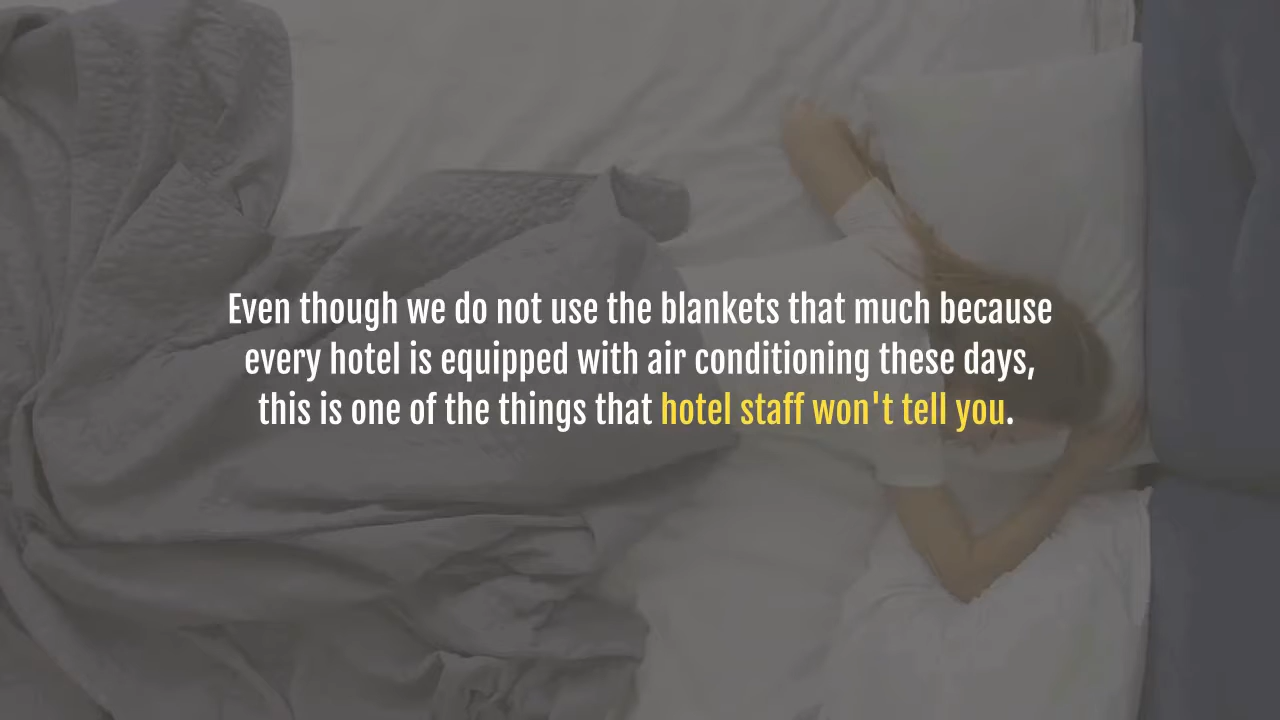 Even though we do not use the blankets that much because
every hotel is equipped with air conditioning these days,
this is one of the things that hotel staff won't tell you.